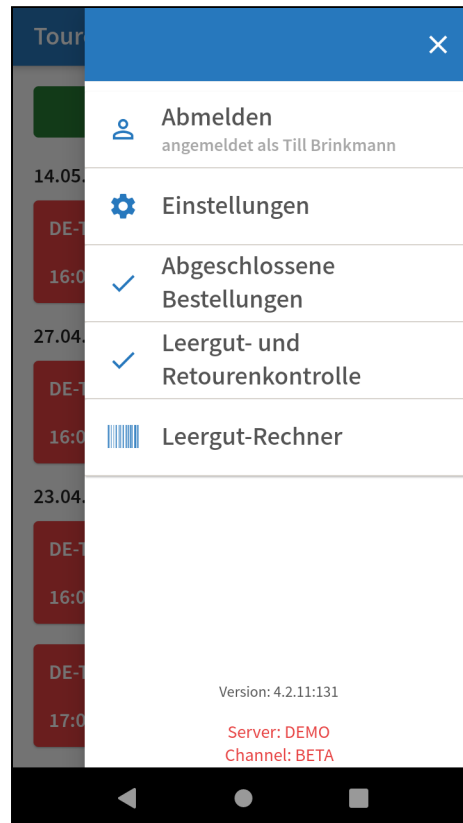 Tour
Abmelden
angemeldet als Till Brinkmann
14.05.
DE-T
Einstellungen
16:0
Abgeschlossene
Bestellungen
27.04.
Leergut- und
Retourenkontrolle
DE-T
16:0
Leergut-Rechner
23.04.
DE-T
16:0
DE-T
Version: 4.2.11:131
17:0
Server: DEMO
Channel: BETA